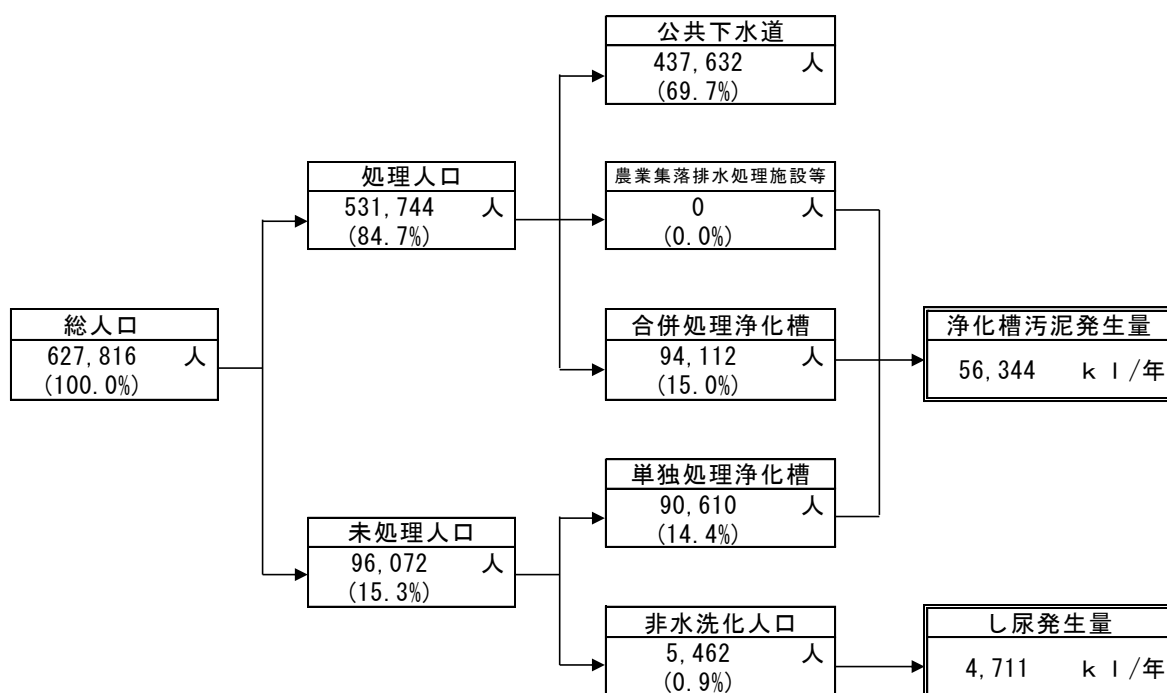 公共下水道
437,632 人
(69.7%)
処理人口
531,744 人
(84.7%)
農業集落排水処理施設等
0 人
(0.0%)
総人口
627,816 人
(100.0%)
合併処理浄化槽
94,112 人
(15.0%)
浄化槽汚泥発生量
56,344 ｋｌ/年
単独処理浄化槽
90,610 人
(14.4%)
未処理人口
96,072 人
(15.3%)
非水洗化人口
5,462 人
(0.9%)
し尿発生量
4,711 ｋｌ/年